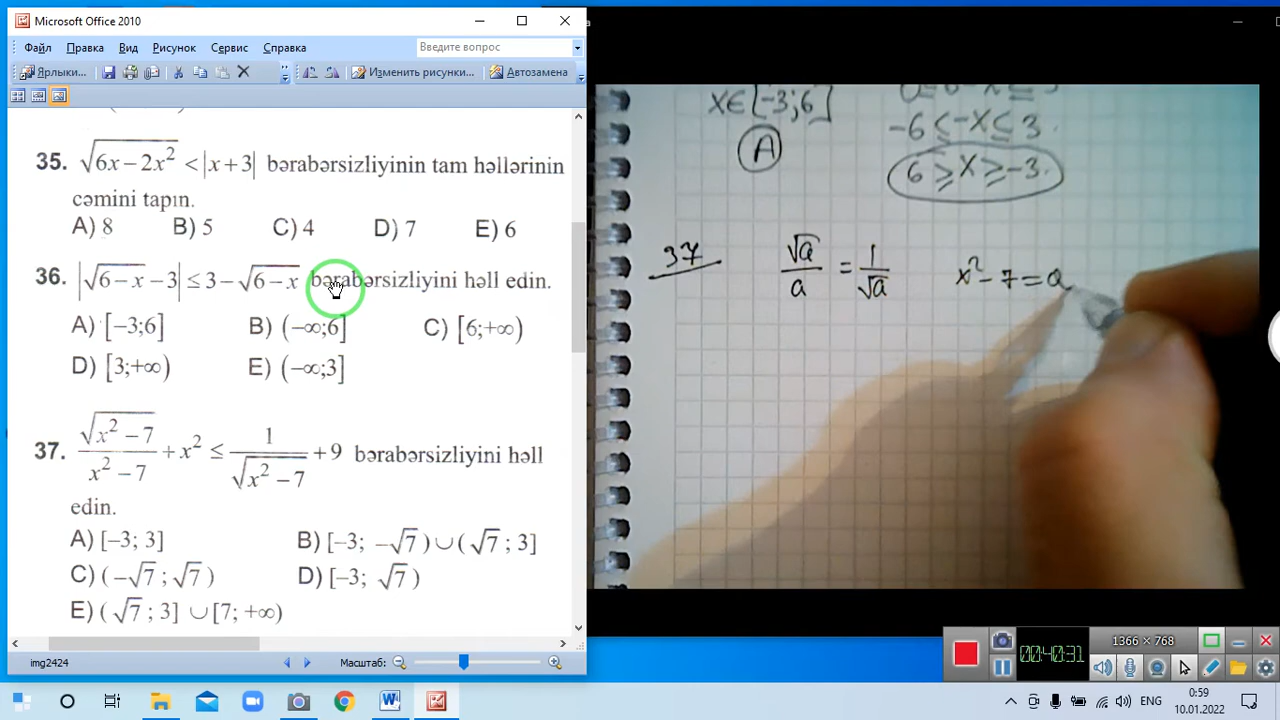 Microsoft Office 2010
Файл Правка Вид Рисунок Сервис Справка
Введите вопрос
Ярлыки... Изменить рисунки... Автозамена
35. √(6x−2x²) < |x+3| bərabərsizliyinin tam həllərinin
cəmini tapın.
A) 8 B) 5 C) 4 D) 7 E) 6
36. |√(6−x) −3| ≤ 3−√(6−x) bərabərsizliyini həll edin.
A) [−3;6] B) (−∞;6] C) [6;+∞)
D) [3;+∞) E) (−∞;3]
37. √(x²−7)/(x²−7) + x² ≤ 1/√(x²−7) + 9 bərabərsizliyini həll
edin.
A) [−3; 3] B) [−3; −√7) ∪ (√7; 3]
C) (−√7; √7) D) [−3; √7)
E) (√7; 3] ∪ [7; +∞)
img2424 Масштаб:
x∈[−3;6]
A
−6 ≤ −x ≤ 3
6 ≥ x ≥ −3
37 √a/a = 1/√a x²−7=a
1366 × 768
00:40:31
ENG
0:59
10.01.2022